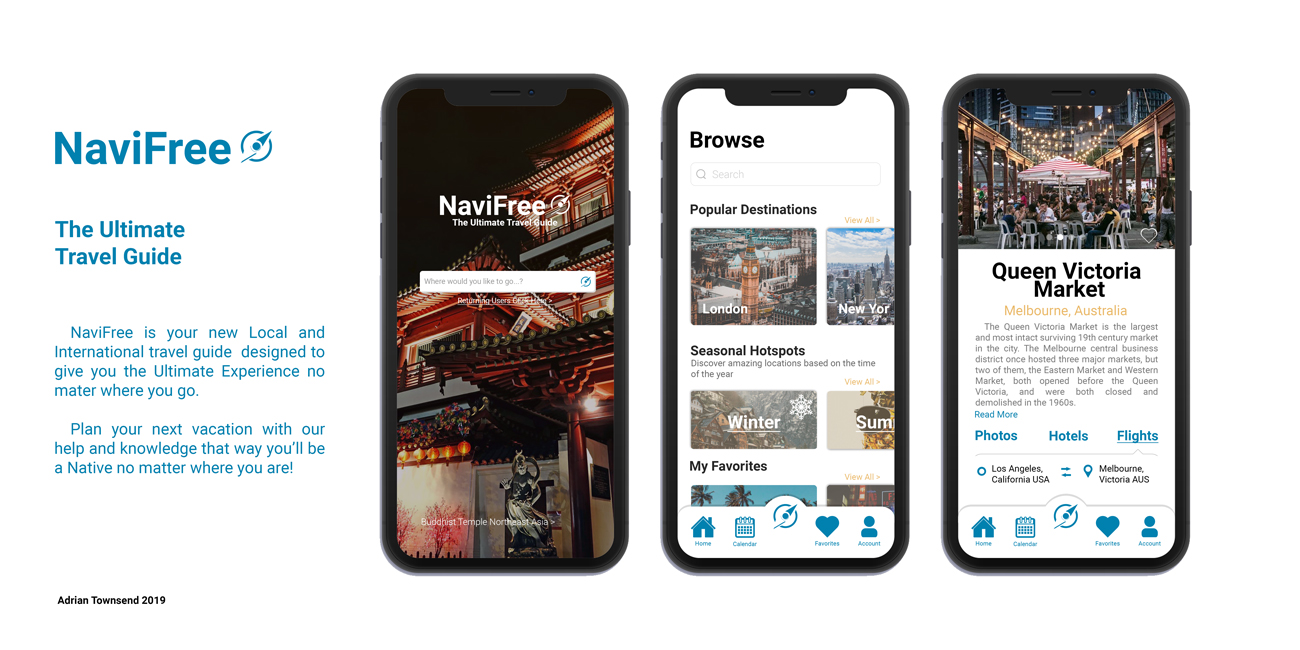 NaviFree
The Ultimate
Travel Guide
NaviFree is your new Local and
International travel guide designed to
give you the Ultimate Experience no
mater where you go.
Plan your next vacation with our
help and knowledge that way you'll be
a Native no matter where you are!
Adrian Townsend 2019
NaviFree
The Ultimate Travel Guide
Where would you like to go...?
Returning Users Click Here >
Buddhist Temple Northeast Asia >
Browse
Search
Popular Destinations
View All >
London
New Yor
Seasonal Hotspots
Discover amazing locations based on the time
of the year
View All >
Winter
Sum
My Favorites
View All >
Home
Calendar
Favorites
Account
Queen Victoria
Market
Melbourne, Australia
The Queen Victoria Market is the largest
and most intact surviving 19th century market
in the city. The Melbourne central business
district once hosted three major markets, but
two of them, the Eastern Market and Western
Market, both opened before the Queen
Victoria, and were both closed and
demolished in the 1960s.
Read More
Photos
Hotels
Flights
Los Angeles,
California USA
Melbourne,
Victoria AUS
Home
Calendar
Favorites
Account